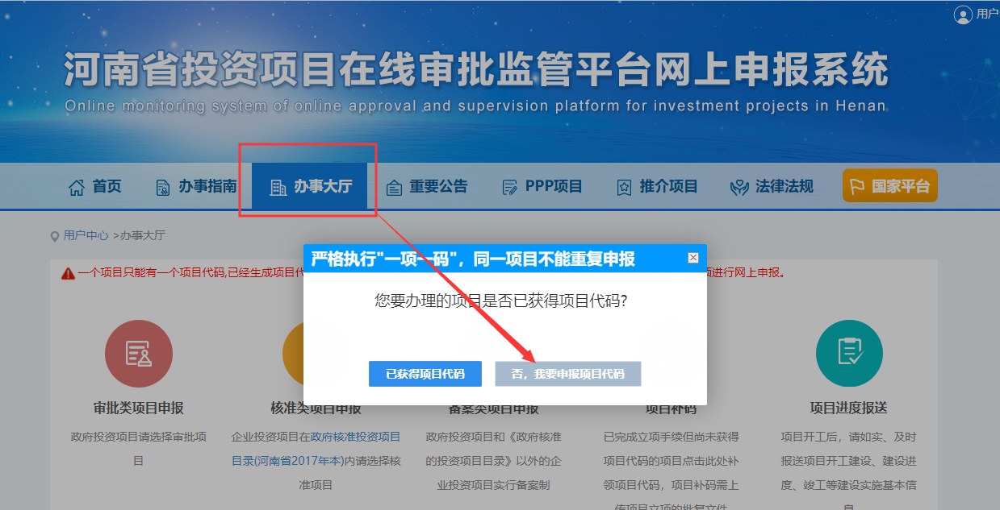 用户
河南省投资项目在线审批监管平台网上申报系统
Online monitoring system of online approval and supervision platform for investment projects in Henan
首页
办事指南
办事大厅
重要公告
PPP项目
推介项目
法律法规
国家平台
用户中心 >办事大厅
一个项目只能有一个项目代码,已经生成项目代
进行网上申报。
严格执行"一项一码"，同一项目不能重复申报
您要办理的项目是否已获得项目代码?
已获得项目代码
否，我要申报项目代码
审批类项目申报
政府投资项目请选择审批项
目
核准类项目申报
企业投资项目在政府核准投资项目
目录(河南省2017年本)内请选择核
准项目
备案类项目申报
政府投资项目和《政府核准
的投资项目目录》以外的企
业投资项目实行备案制
项目补码
已完成立项手续但尚未获得
项目代码的项目点击此处补
领项目代码，项目补码需上
传项目立项的批复文件
项目进度报送
项目开工后，请如实、及时
报送项目开工建设、建设进
度、竣工等建设实施基本信
息